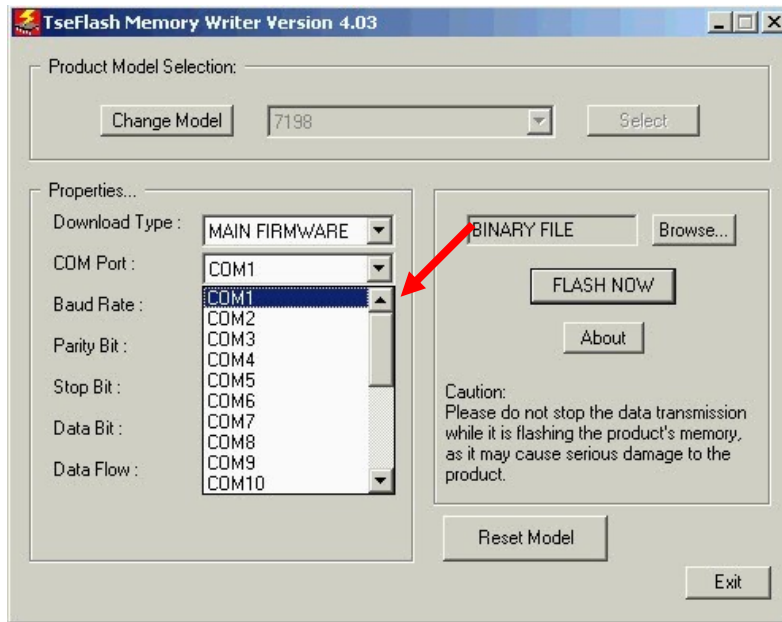 TseFlash Memory Writer Version 4.03
Product Model Selection:
Change Model
7198
Select
Properties...
Download Type :
MAIN FIRMWARE
COM Port :
COM1
Baud Rate :
Parity Bit :
Stop Bit :
Data Bit :
Data Flow :
COM1
COM2
COM3
COM4
COM5
COM6
COM7
COM8
COM9
COM10
BINARY FILE
Browse...
FLASH NOW
About
Caution:
Please do not stop the data transmission
while it is flashing the product's memory,
as it may cause serious damage to the
product.
Reset Model
Exit